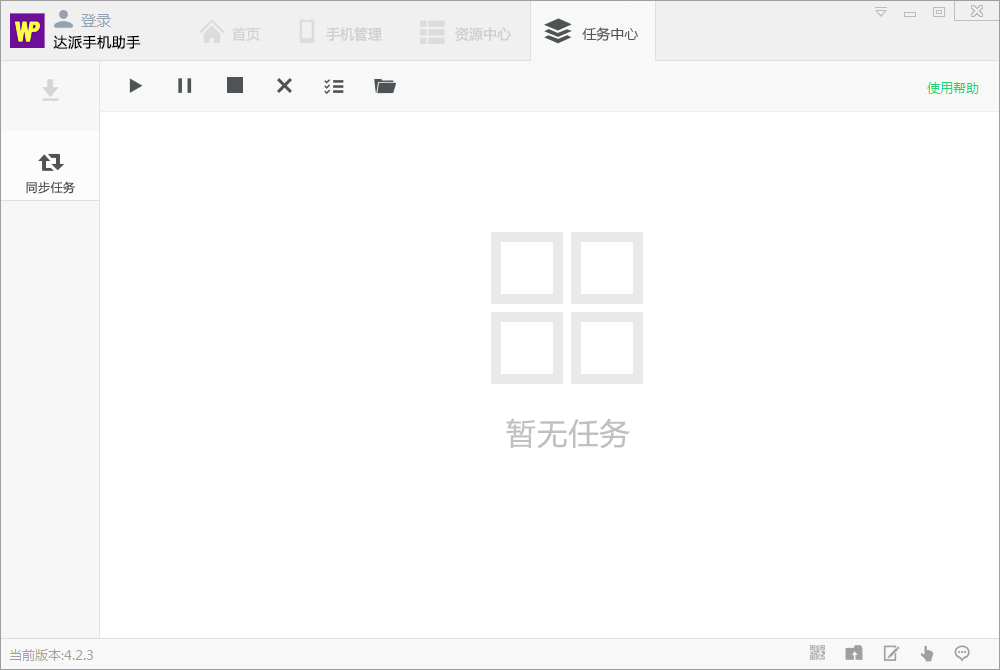 WP
登录
达派手机助手
首页
手机管理
资源中心
任务中心
使用帮助
同步任务
暂无任务
当前版本:4.2.3